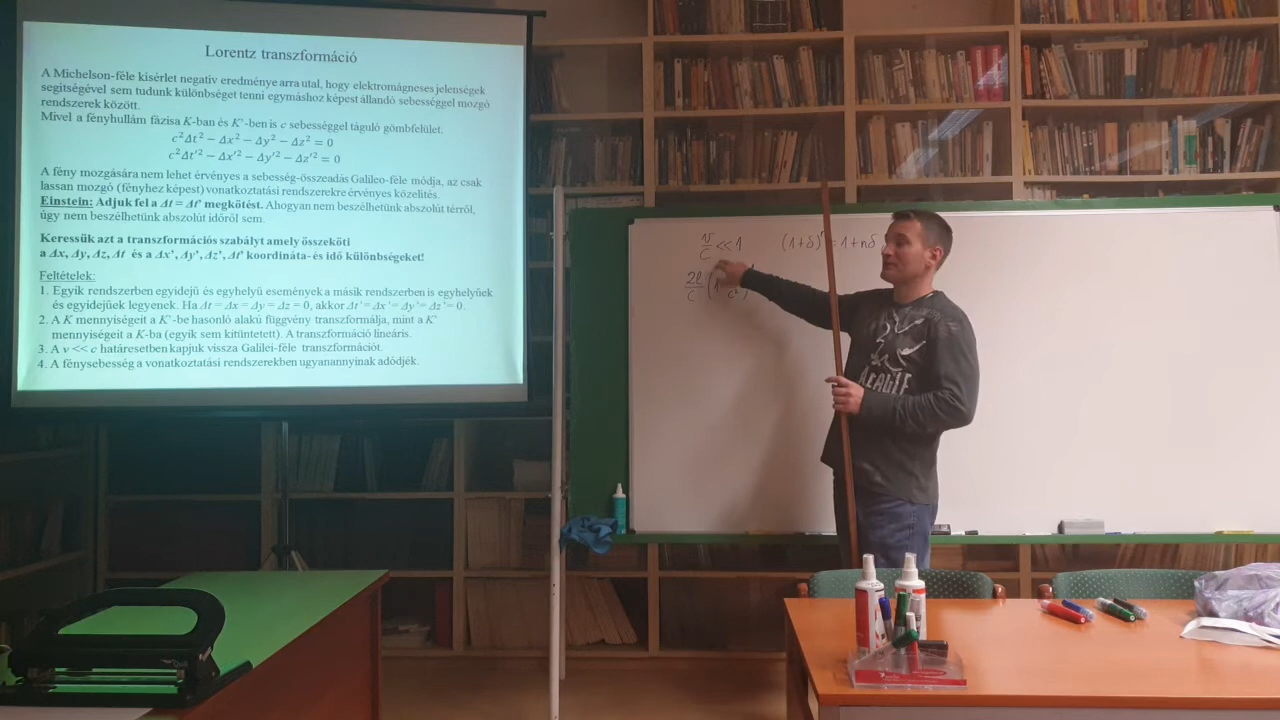 Lorentz transzformáció
A Michelson-féle kísérlet negatív eredménye arra utal, hogy elektromágneses jelenségek
segítségével sem tudunk különbséget tenni egymáshoz képest állandó sebességgel mozgó
rendszerek között.
Mivel a fényhullám fázisa K-ban és K'-ben is c sebességgel táguló gömbfelület.
c²Δt² − Δx² − Δy² − Δz² = 0
c²Δt'² − Δx'² − Δy'² − Δz'² = 0
A fény mozgására nem lehet érvényes a sebesség-összeadás Galileo-féle módja, az csak
lassan mozgó (fényhez képest) vonatkoztatási rendszerekre érvényes közelítés.
Einstein: Adjuk fel a Δt = Δt' megkötést. Ahogyan nem beszélhetünk abszolút térről,
úgy nem beszélhetünk abszolút időről sem.
Keressük azt a transzformációs szabályt amely összeköti
a Δx, Δy, Δz, Δt és a Δx', Δy', Δz', Δt' koordináta- és idő különbségeket!
Feltételek:
1. Egyik rendszerben egyidejű és egyhelyű események a másik rendszerben is egyhelyűek
és egyidejűek legyenek. Ha Δt = Δx = Δy = Δz = 0, akkor Δt' = Δx' = Δy' = Δz' = 0.
2. A K mennyiségeit a K'-be hasonló alakú függvény transzformálja, mint a K'
mennyiségeit a K-ba (egyik sem kitüntetett). A transzformáció lineáris.
3. A v << c határesetben kapjuk vissza Galilei-féle transzformációt.
4. A fénysebesség a vonatkoztatási rendszerekben ugyanannyinak adódjék.
v/c << 1 (1+δ)ⁿ = 1+nδ
2l/c (1 c²)